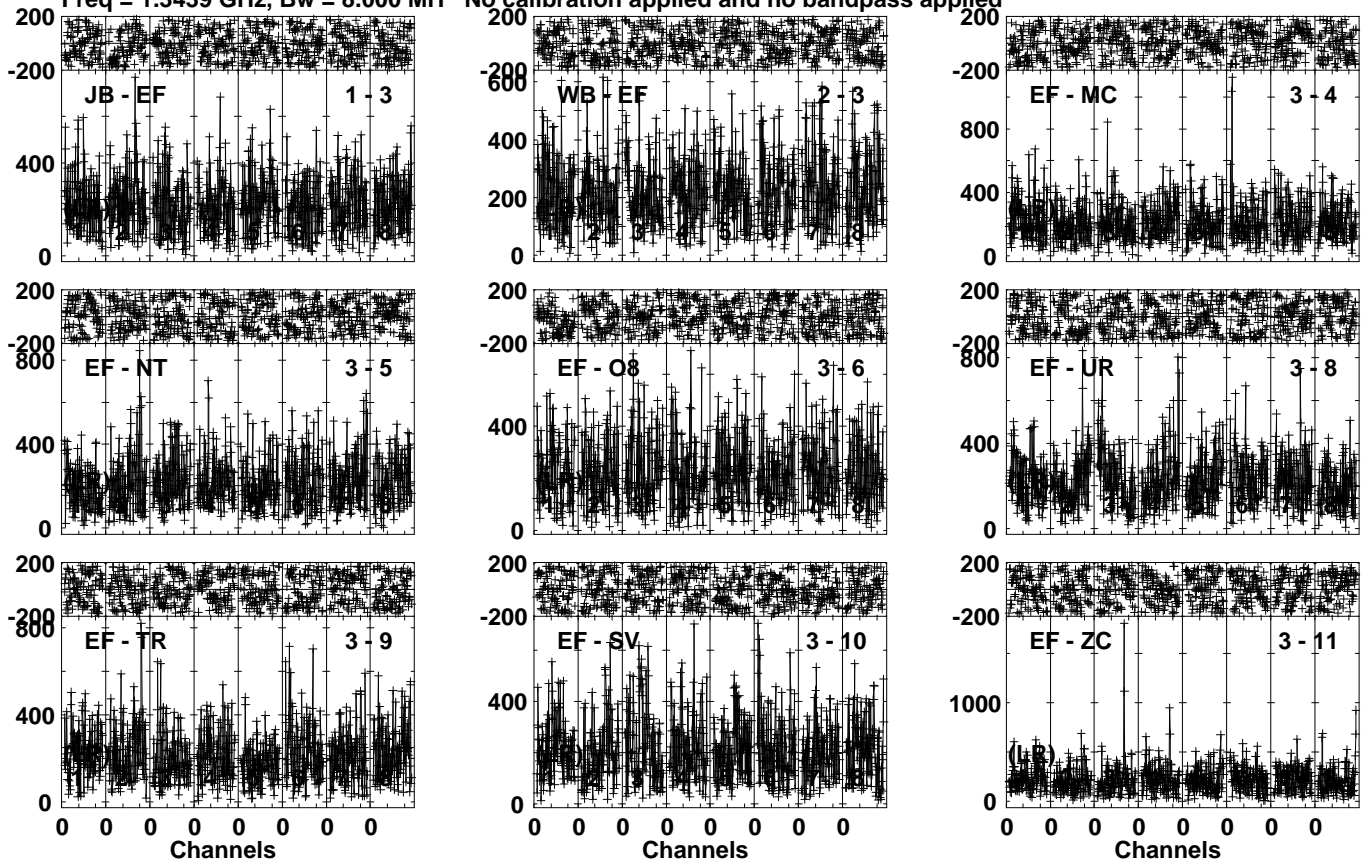 Freq = 1.5459 GHz, Bw = 8.000 MH No calibration applied and no bandpass applied
200 200 200
-200 -200 -200
JB - EF 1 - 3 WB - EF 2 - 3 EF - MC 3 - 4
600
800
400 400 400
200
0 0 0
200 200 200
-200 -200 -200
EF - NT 3 - 5 EF - O8 3 - 6 EF - UR 3 - 8
800 800
400 400 400
0 0 0
200 200 200
-200 -200 -200
EF - TR 3 - 9 EF - SV 3 - 10 EF - ZC 3 - 11
800
400 400 1000
(LR)
0 0 0
0 0 0 0 0 0 0 0 0 0 0 0 0 0 0 0 0 0 0 0 0 0 0 0
Channels Channels Channels